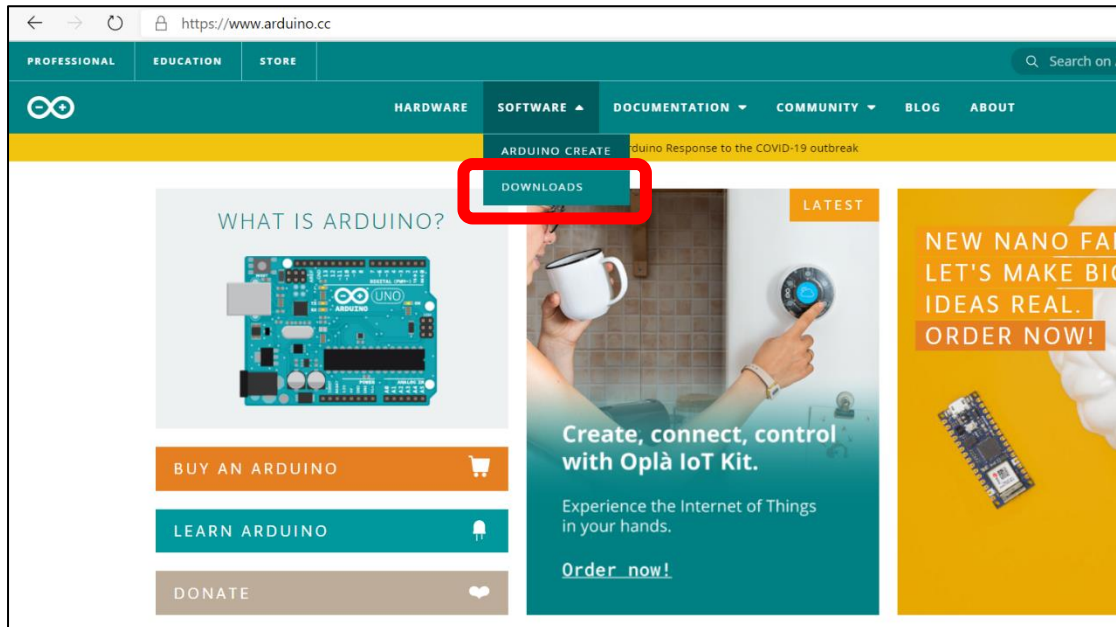 https://www.arduino.cc
PROFESSIONAL EDUCATION STORE
Search on
HARDWARE SOFTWARE DOCUMENTATION COMMUNITY BLOG ABOUT
ARDUINO CREATE
Response to the COVID-19 outbreak
DOWNLOADS
WHAT IS ARDUINO?
UNO
ARDUINO
BUY AN ARDUINO
LEARN ARDUINO
DONATE
LATEST
Create, connect, control
with Oplà IoT Kit.
Experience the Internet of Things
in your hands.
Order now!
NEW NANO
LET'S MAKE
IDEAS REAL.
ORDER NOW!